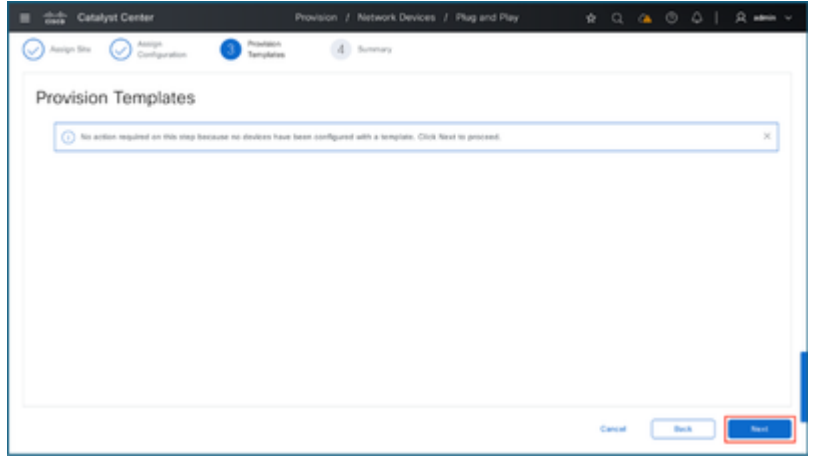 CISCO Catalyst Center Provision / Network Devices / Plug and Play admin
Assign Site Assign Configuration 3 Provision Templates 4 Summary
Provision Templates
No action required on this step because no devices have been configured with a template. Click Next to proceed.
Cancel Back Next